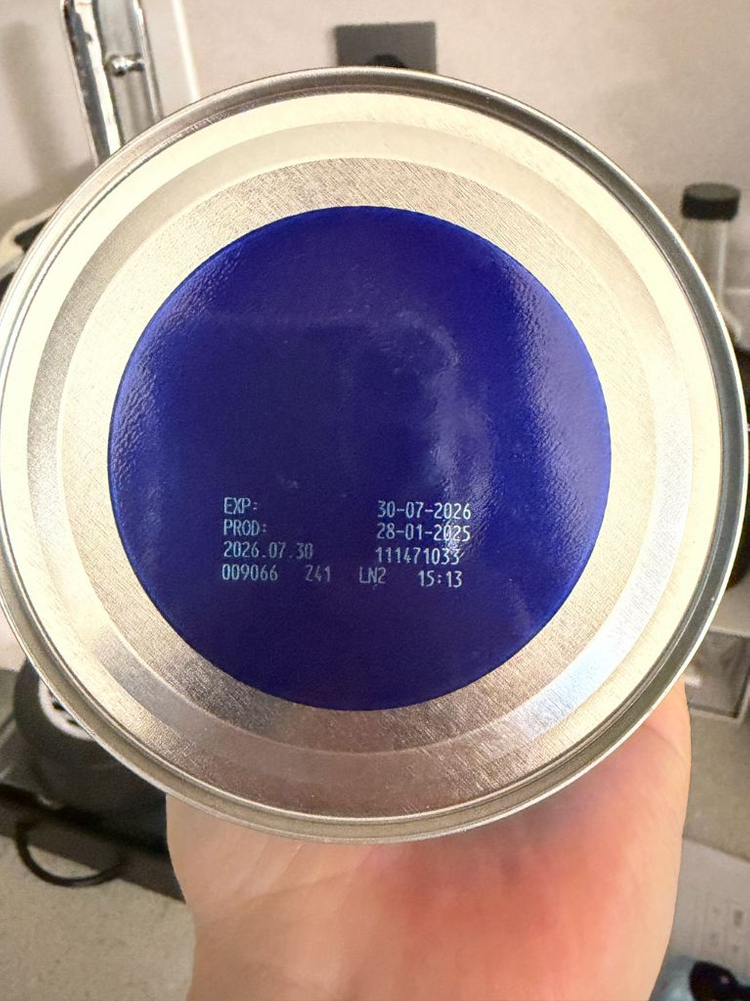 EXP: 30-07-2026
PROD: 28-01-2025
2026.07.30 111471033
009066 Z41 LN2 15:13